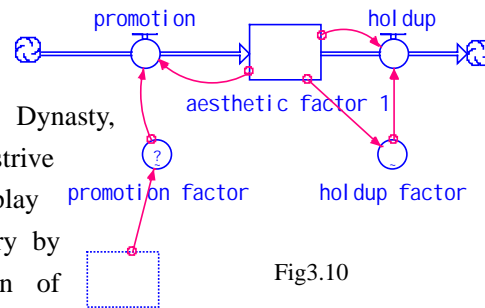 promotion
holdup
aesthetic factor 1
Dynasty,
strive
?
~
~
promotion factor
holdup factor
play
ry by
n of
Fig3.10